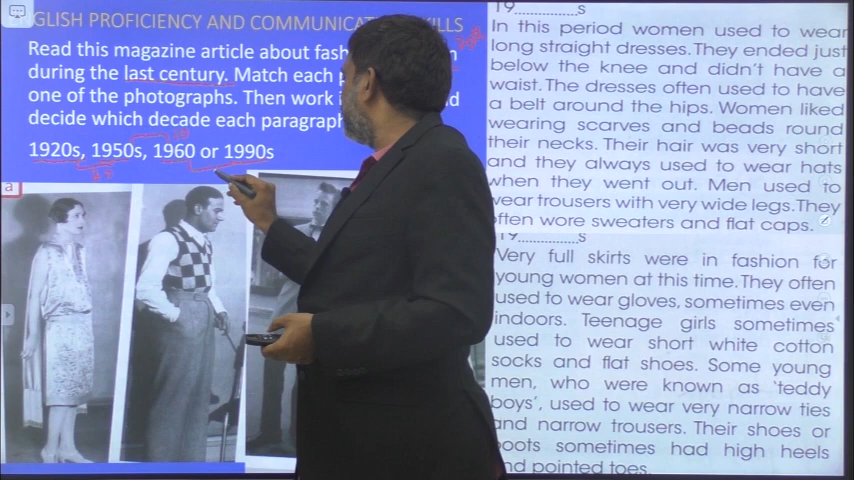 GLISH PROFICIENCY AND COMMUNICAT SKILLS
Read this magazine article about fash
during the last century. Match each p
one of the photographs. Then work
decide which decade each paragraph
1920s, 1950s, 1960 or 1990s
a
19...............s
In this period women used to wear
long straight dresses. They ended just
below the knee and didn't have a
waist. The dresses often used to have
a belt around the hips. Women liked
wearing scarves and beads round
their necks. Their hair was very short
and they always used to wear hats
when they went out. Men used to
wear trousers with very wide legs. They
often wore sweaters and flat caps.
19...............s
Very full skirts were in fashion for
young women at this time. They often
used to wear gloves, sometimes even
indoors. Teenage girls sometimes
used to wear short white cotton
socks and flat shoes. Some young
men, who were known as 'teddy
boys', used to wear very narrow ties
and narrow trousers. Their shoes or
boots sometimes had high heels
and pointed toes.